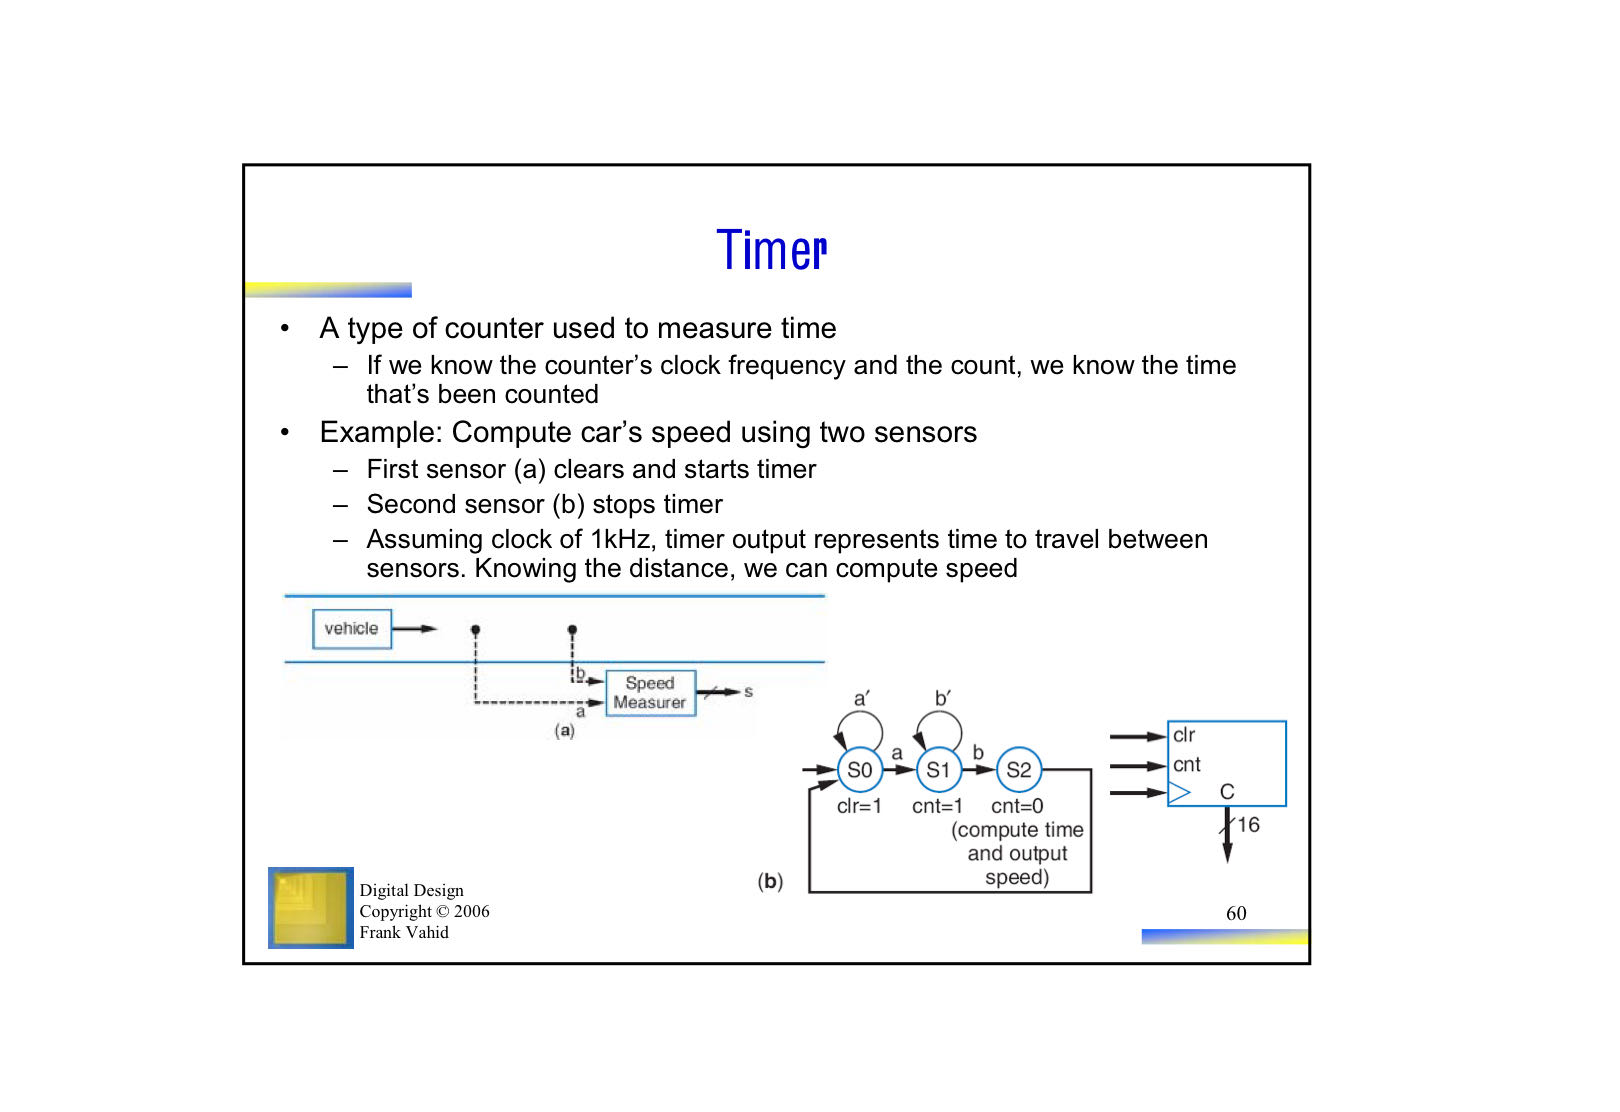 Timer
• A type of counter used to measure time
– If we know the counter’s clock frequency and the count, we know the time
that’s been counted
• Example: Compute car’s speed using two sensors
– First sensor (a) clears and starts timer
– Second sensor (b) stops timer
– Assuming clock of 1kHz, timer output represents time to travel between
sensors. Knowing the distance, we can compute speed
vehicle
b
a
Speed
Measurer
s
(a)
a′
b′
a
b
S0
S1
S2
clr=1
cnt=1
cnt=0
(compute time
and output
speed)
(b)
clr
cnt
C
16
Digital Design
Copyright © 2006
Frank Vahid
60